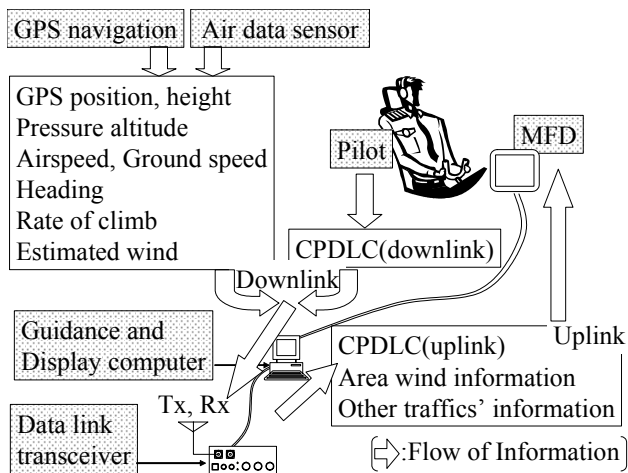 GPS navigation
Air data sensor
GPS position, height
Pressure altitude
Airspeed, Ground speed
Heading
Rate of climb
Estimated wind
Pilot
MFD
CPDLC(downlink)
Downlink
Guidance and
Display computer
Uplink
CPDLC(uplink)
Area wind information
Other traffics' information
Tx, Rx
Data link
transceiver
:Flow of Information